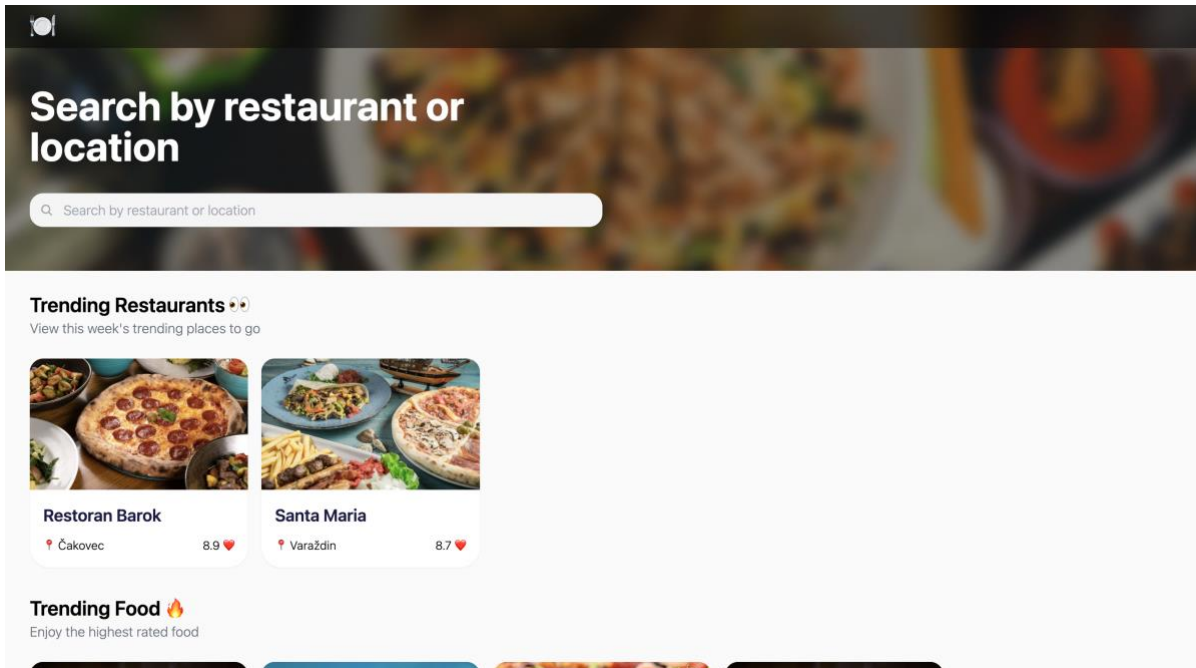 Search by restaurant or
location
Search by restaurant or location
Trending Restaurants 👀
View this week's trending places to go
Restoran Barok
📍 Čakovec 8.9 ❤️
Santa Maria
📍 Varaždin 8.7 ❤️
Trending Food 🔥
Enjoy the highest rated food